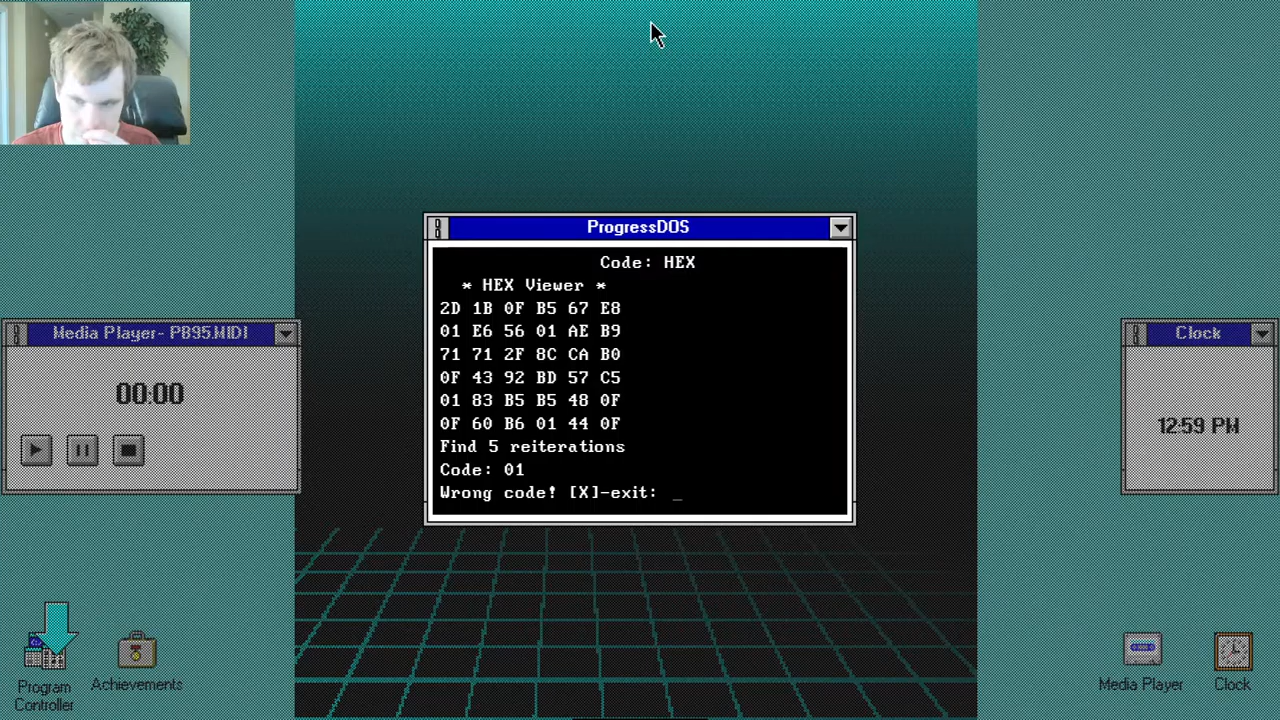 ProgressDOS
Code: HEX
* HEX Viewer *
2D 1B 0F B5 67 E8
01 E6 56 01 AE B9
71 71 2F 8C CA B0
0F 43 92 BD 57 C5
01 83 B5 B5 48 0F
0F 60 B6 01 44 0F
Find 5 reiterations
Code: 01
Wrong code! [X]-exit: _
Media Player- PB95.MIDI
00:00
Clock
12:59 PM
Program
Controller
Achievements
Media Player
Clock